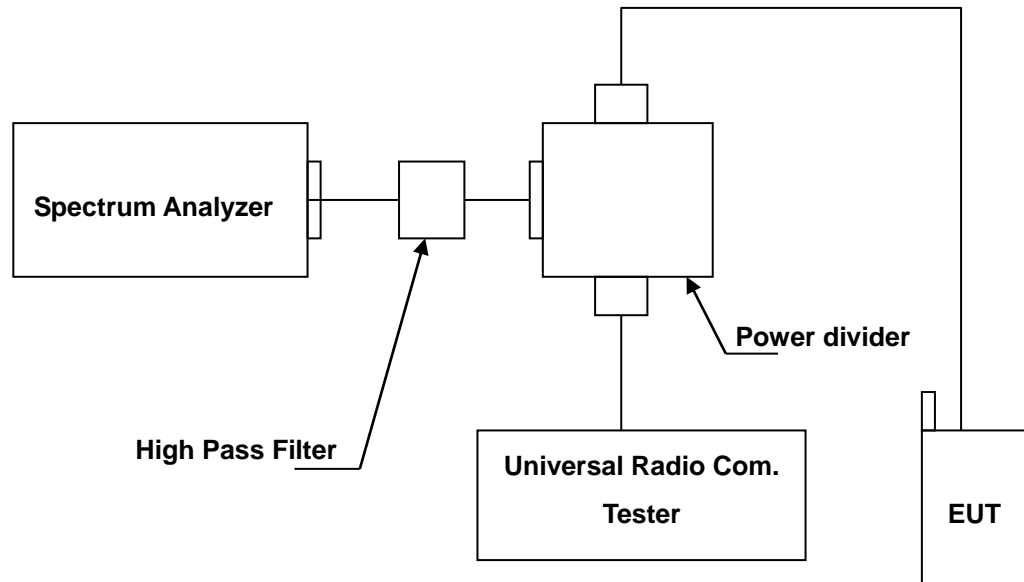 Spectrum Analyzer
Power divider
High Pass Filter
Universal Radio Com.
Tester
EUT